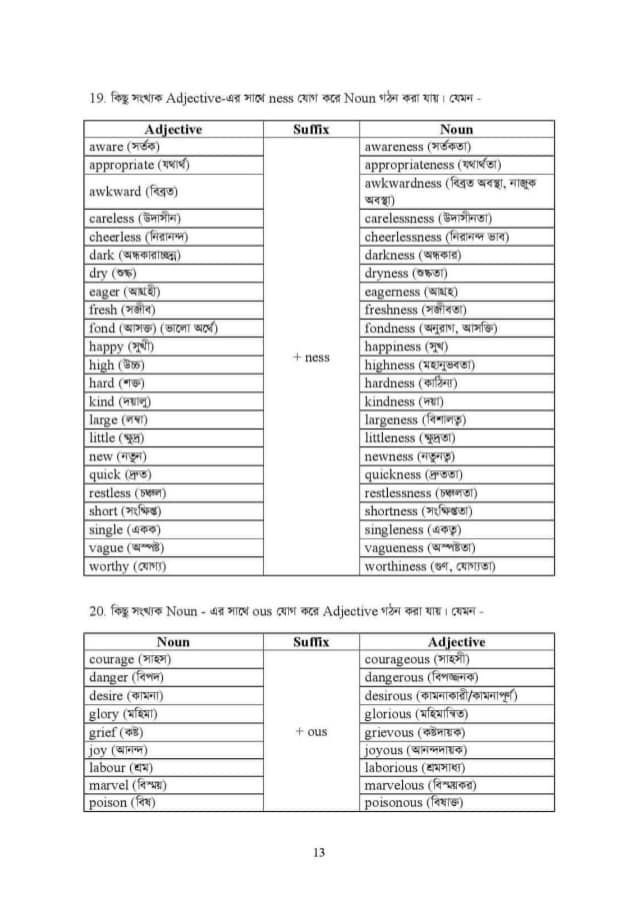 19. কিছু সংখ্যক Adjective-এর সাথে ness যোগ করে Noun গঠন করা যায়। যেমন -
Adjective Suffix Noun
aware (সর্তক) awareness (সর্তকতা)
appropriate (যথার্থ) appropriateness (যথার্থতা)
awkward (বিব্রত) awkwardness (বিব্রত অবস্থা, নাজুক
অবস্থা)
careless (উদাসীন) carelessness (উদাসীনতা)
cheerless (নিরানন্দ) cheerlessness (নিরানন্দ ভাব)
dark (অন্ধকারাচ্ছন্ন) darkness (অন্ধকার)
dry (শুষ্ক) dryness (শুষ্কতা)
eager (আগ্রহী) eagerness (আগ্রহ)
fresh (সজীব) freshness (সজীবতা)
fond (আসক্ত) (ভালো অর্থে) fondness (অনুরাগ, আসক্তি)
happy (সুখী) happiness (সুখ)
high (উচ্চ) + ness highness (মহানুভবতা)
hard (শক্ত) hardness (কাঠিন্য)
kind (দয়ালু) kindness (দয়া)
large (লম্বা) largeness (বিশালত্ব)
little (ক্ষুদ্র) littleness (ক্ষুদ্রতা)
new (নতুন) newness (নতুনত্ব)
quick (দ্রুত) quickness (দ্রুততা)
restless (চঞ্চল) restlessness (চঞ্চলতা)
short (সংক্ষিপ্ত) shortness (সংক্ষিপ্ততা)
single (একক) singleness (একত্ব)
vague (অস্পষ্ট) vagueness (অস্পষ্টতা)
worthy (যোগ্য) worthiness (গুণ, যোগ্যতা)
20. কিছু সংখ্যক Noun - এর সাথে ous যোগ করে Adjective গঠন করা যায়। যেমন -
Noun Suffix Adjective
courage (সাহস) courageous (সাহসী)
danger (বিপদ) dangerous (বিপজ্জনক)
desire (কামনা) desirous (কামনাকারী/কামনাপূর্ণ)
glory (মহিমা) glorious (মহিমান্বিত)
grief (কষ্ট) + ous grievous (কষ্টদায়ক)
joy (আনন্দ) joyous (আনন্দদায়ক)
labour (শ্রম) laborious (শ্রমসাধ্য)
marvel (বিস্ময়) marvelous (বিস্ময়কর)
poison (বিষ) poisonous (বিষাক্ত)
13